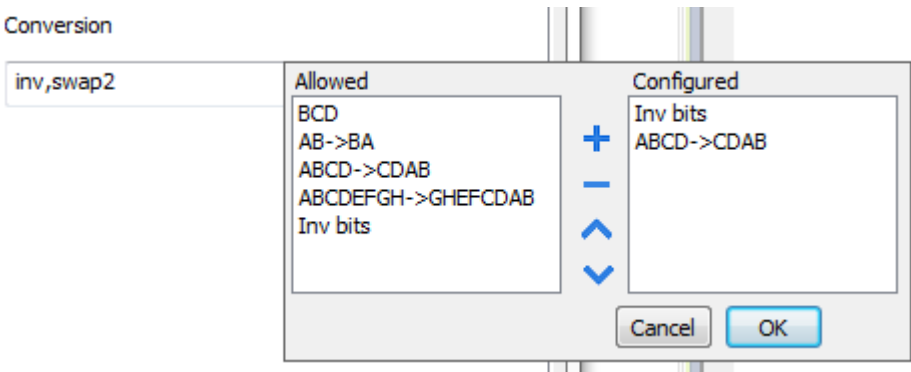 Conversion
inv,swap2
Allowed
BCD
AB->BA
ABCD->CDAB
ABCDEFGH->GHEFCDAB
Inv bits
Configured
Inv bits
ABCD->CDAB
Cancel
OK